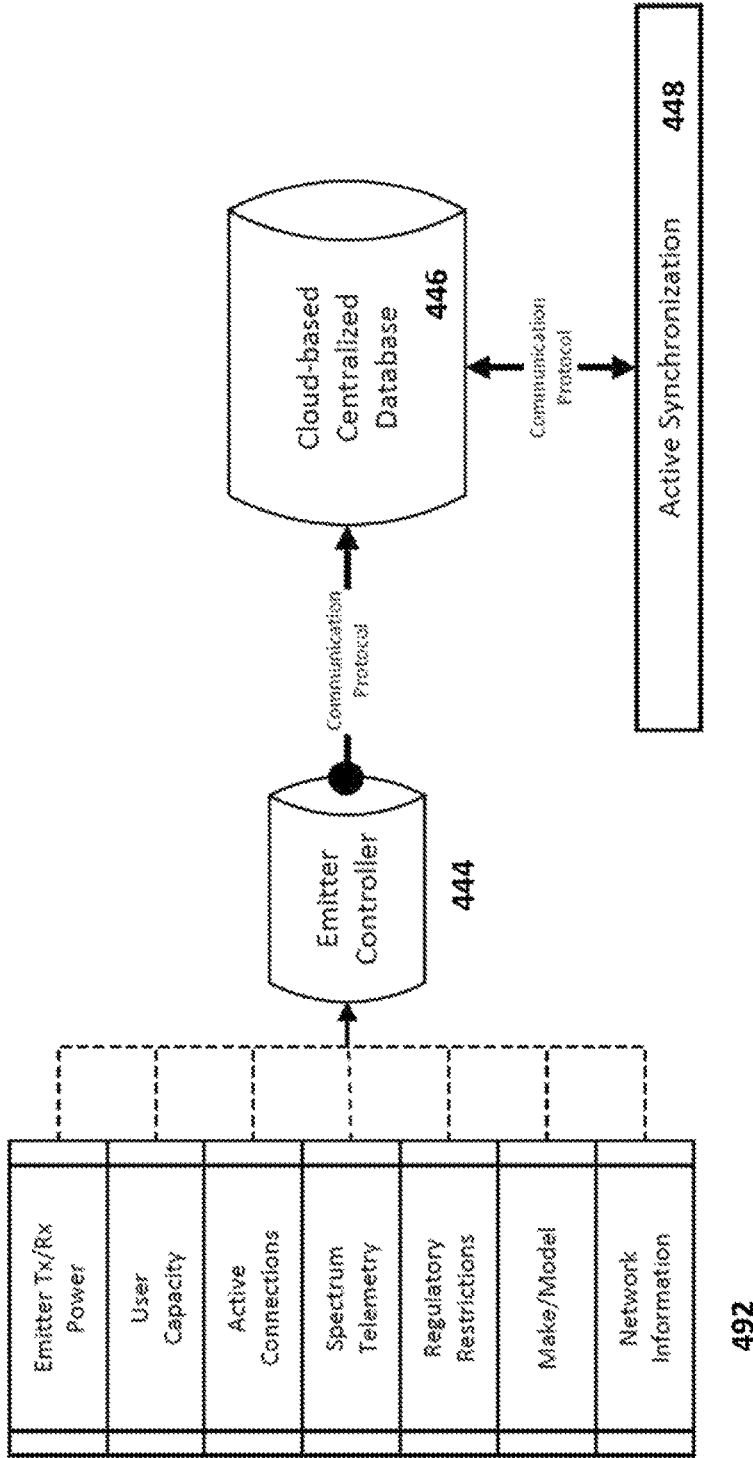 Emitter Tx/Rx
Power
User
Capacity
Active
Connections
Spectrum
Telemetry
Regulatory
Restrictions
Make/Model
Network
Information
492
Emitter
Controller
444
Communication
Protocol
Cloud-based
Centralized
Database
446
Communication
Protocol
Active Synchronization
448